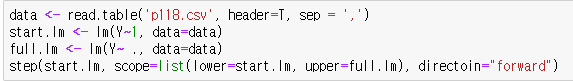 data <- read.table('p118.csv', header=T, sep = ',')
start.lm <- lm(Y~1, data=data)
full.lm <- lm(Y~ ., data=data)
step(start.lm, scope=list(lower=start.lm, upper=full.lm), directoin="forward")